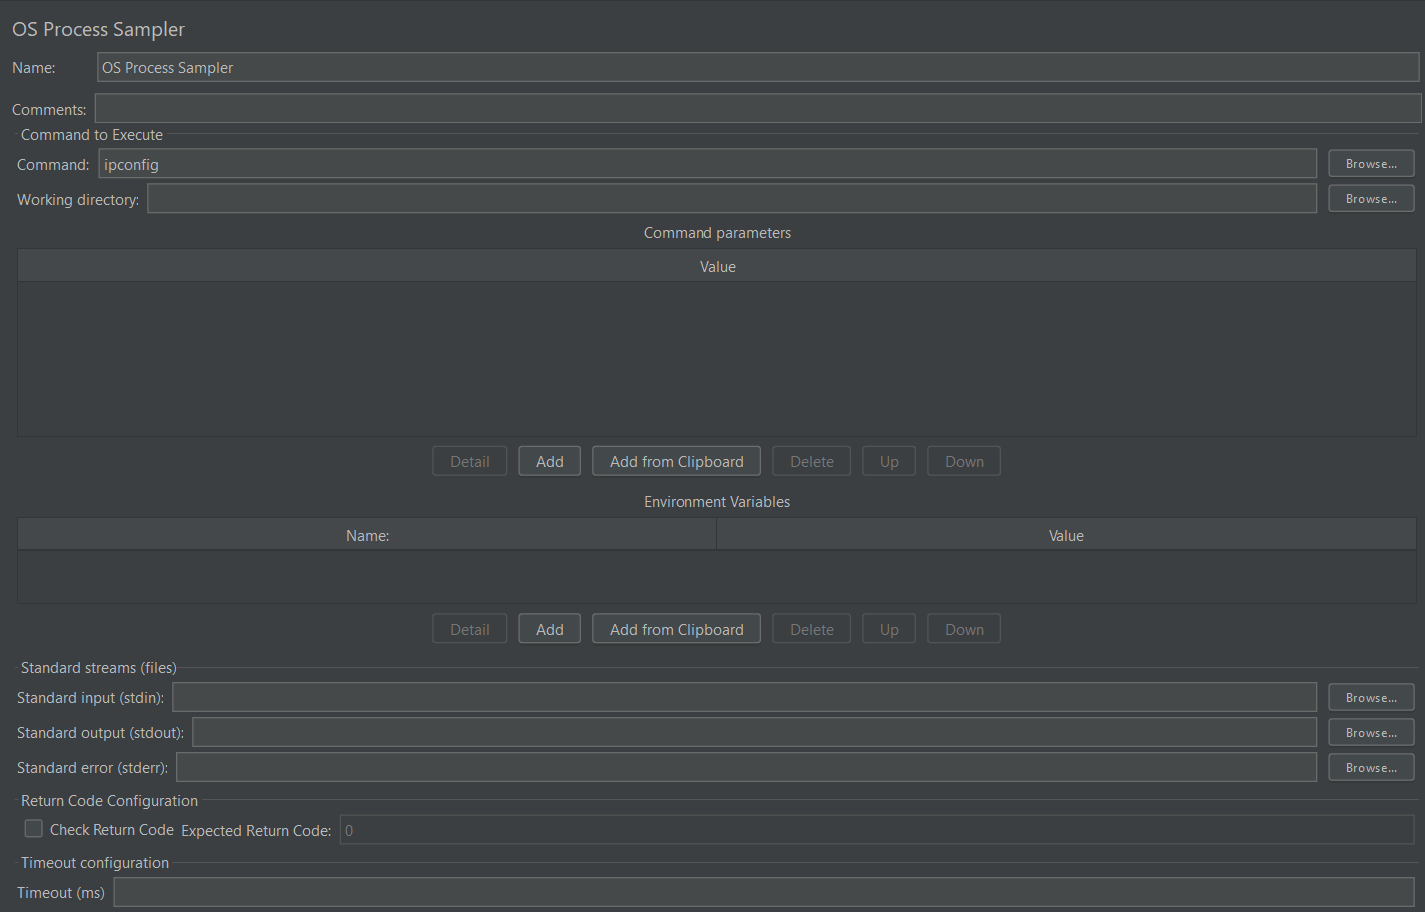 OS Process Sampler
Name: OS Process Sampler
Comments:
Command to Execute
Command: ipconfig Browse...
Working directory: Browse...
Command parameters
Value
Detail Add Add from Clipboard Delete Up Down
Environment Variables
Name: Value
Detail Add Add from Clipboard Delete Up Down
Standard streams (files)
Standard input (stdin): Browse...
Standard output (stdout): Browse...
Standard error (stderr): Browse...
Return Code Configuration
Check Return Code Expected Return Code: 0
Timeout configuration
Timeout (ms)